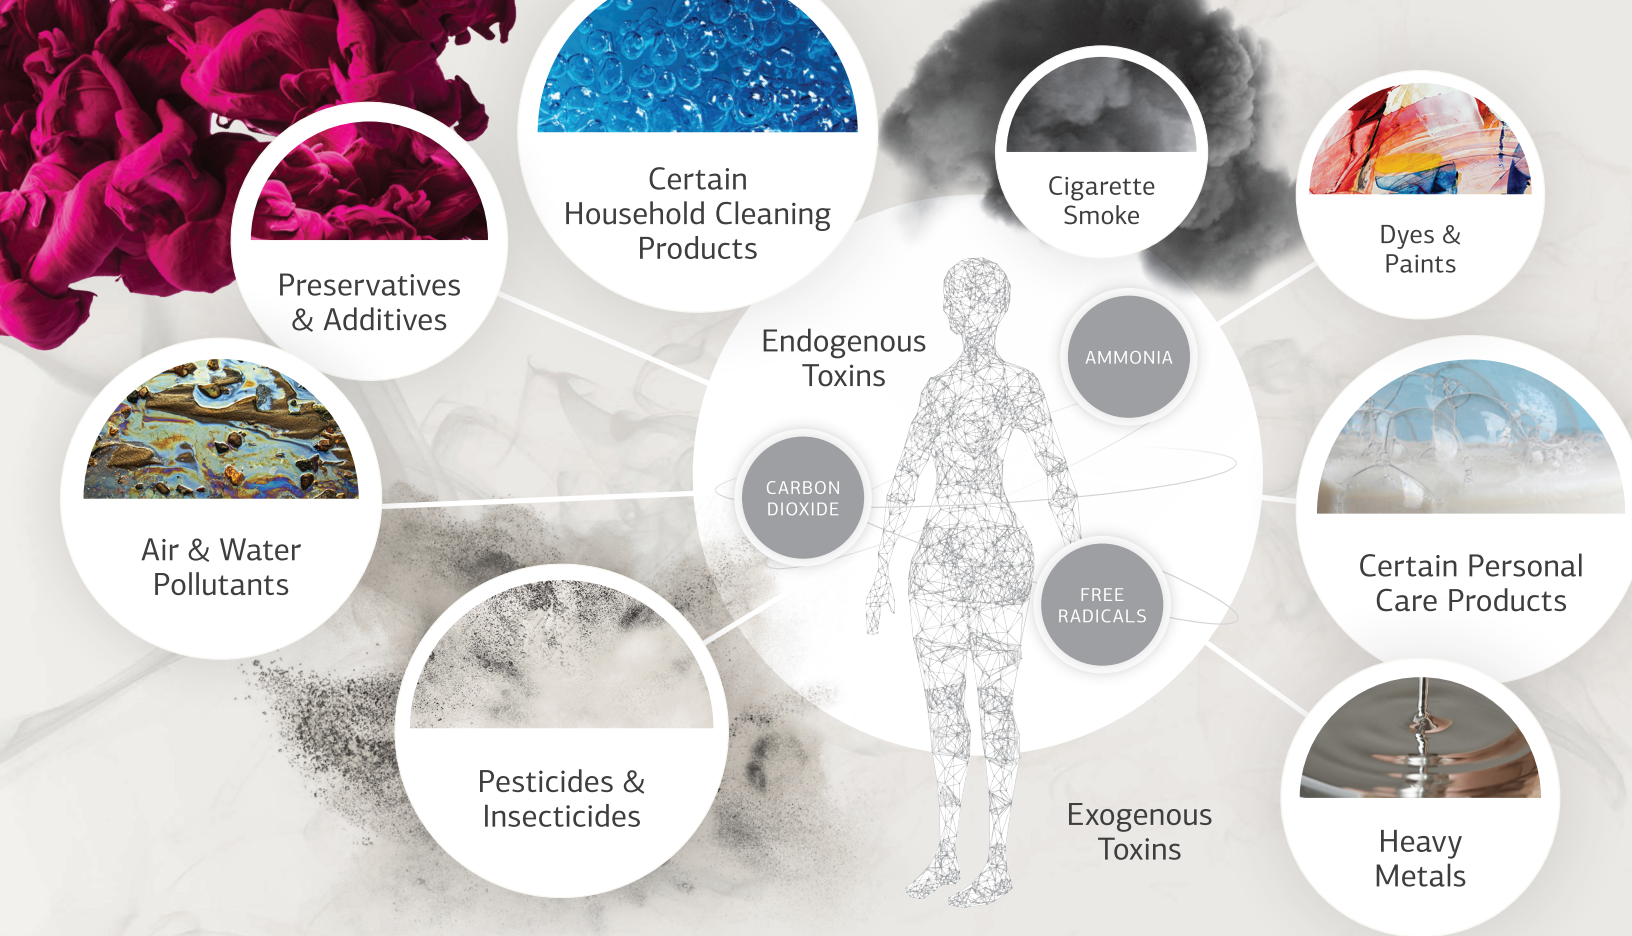 Certain
Household Cleaning
Products
Cigarette
Smoke
Dyes &
Paints
Preservatives
& Additives
Endogenous
Toxins
AMMONIA
CARBON
DIOXIDE
Air & Water
Pollutants
Certain Personal
Care Products
FREE
RADICALS
Pesticides &
Insecticides
Exogenous
Toxins
Heavy
Metals